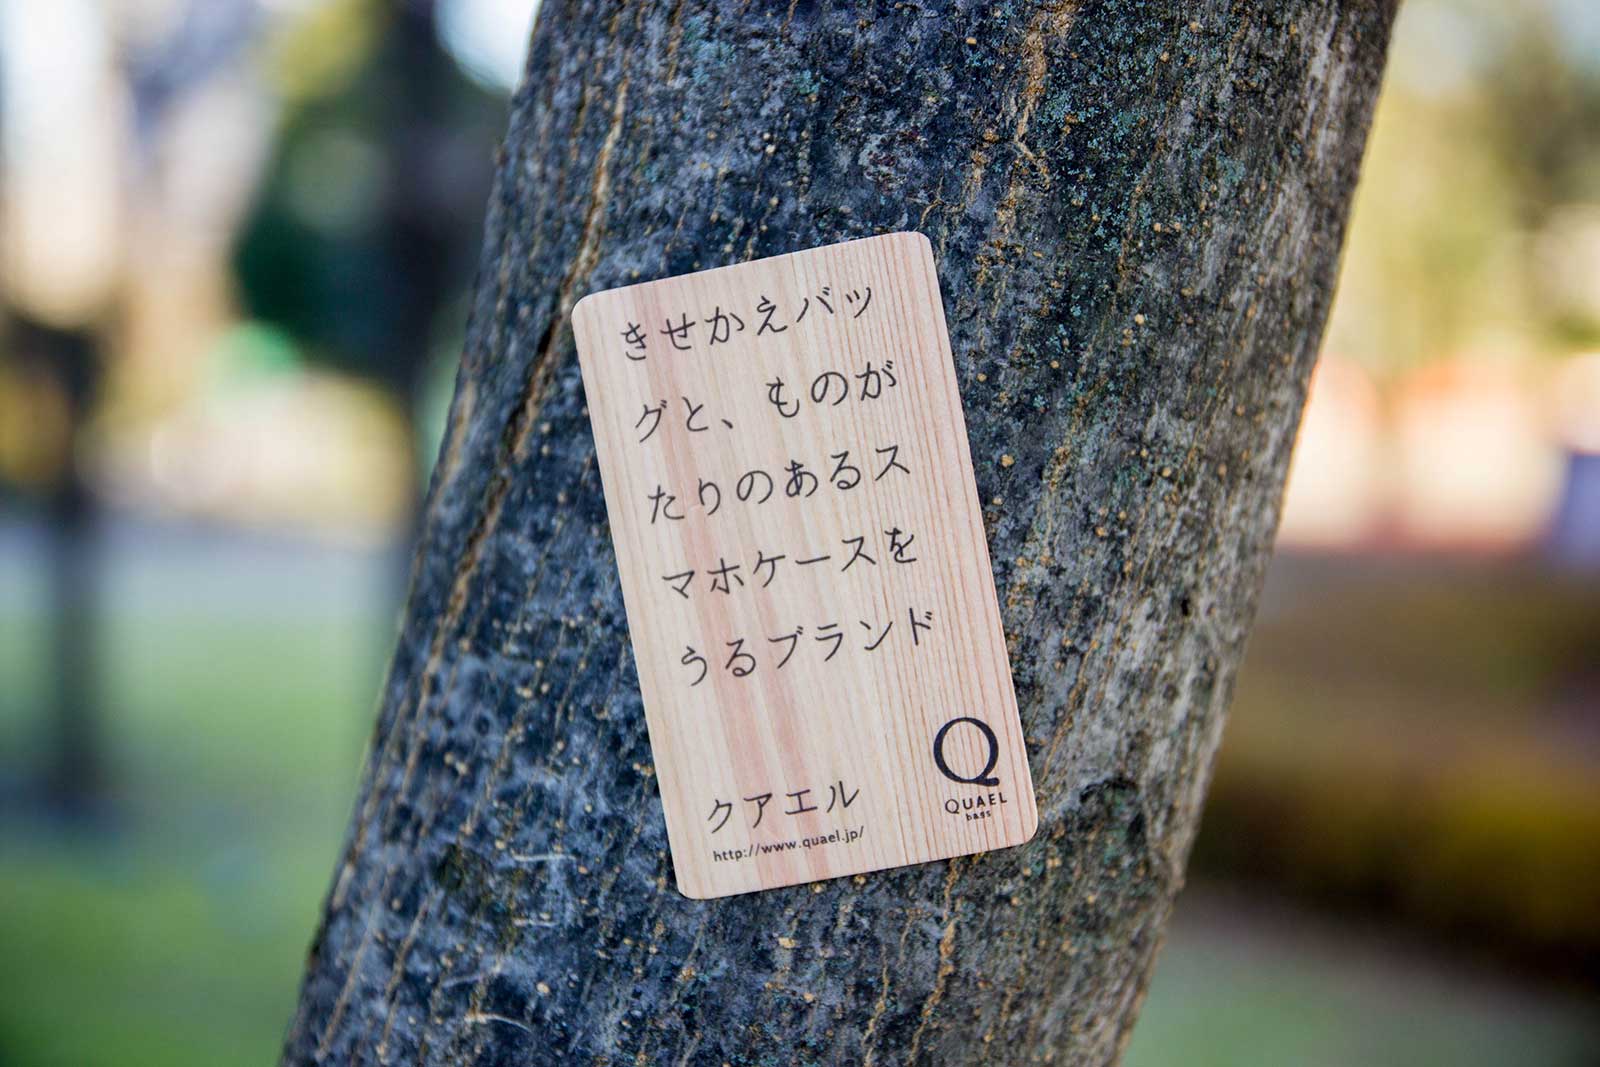 きせかえバッ
グと、ものが
たりのあるス
マホケースを
うるブランド
クアエル
http://www.quael.jp/
Q
QUAEL
bags